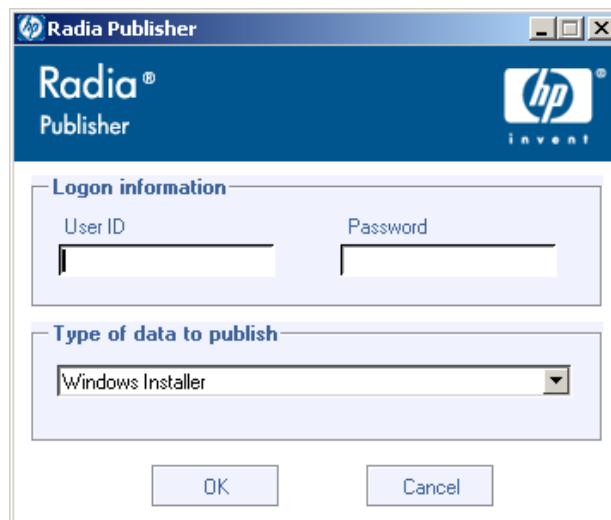 Radia Publisher
Radia®
Publisher
hp ®
invent
Logon information
User ID Password
Type of data to publish
Windows Installer
OK Cancel